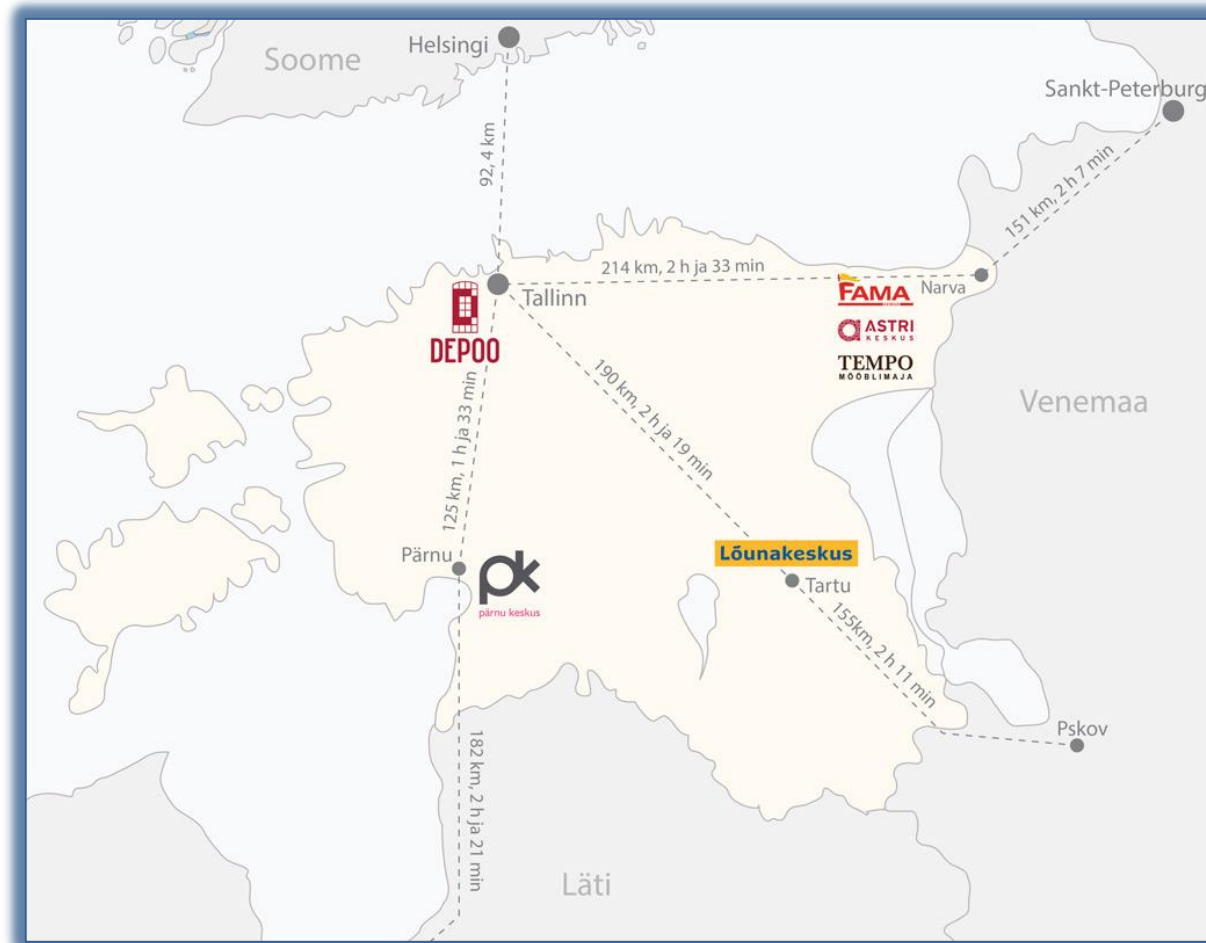 Helsingi
Soome
Sankt-Peterburg
92,4 km
151 km, 2 h 7 min
214 km, 2 h ja 33 min
Narva
Tallinn
DEPOO
FAMA
ASTRI
KESKUS
TEMPO
MÖÖBLIMAJA
Venemaa
190 km, 2 h ja 19 min
125 km, 1 h ja 33 min
Pärnu
pk
pärnu keskus
Lõunakeskus
Tartu
155km, 2 h 11 min
Pskov
182 km, 2 h ja 21 min
Läti